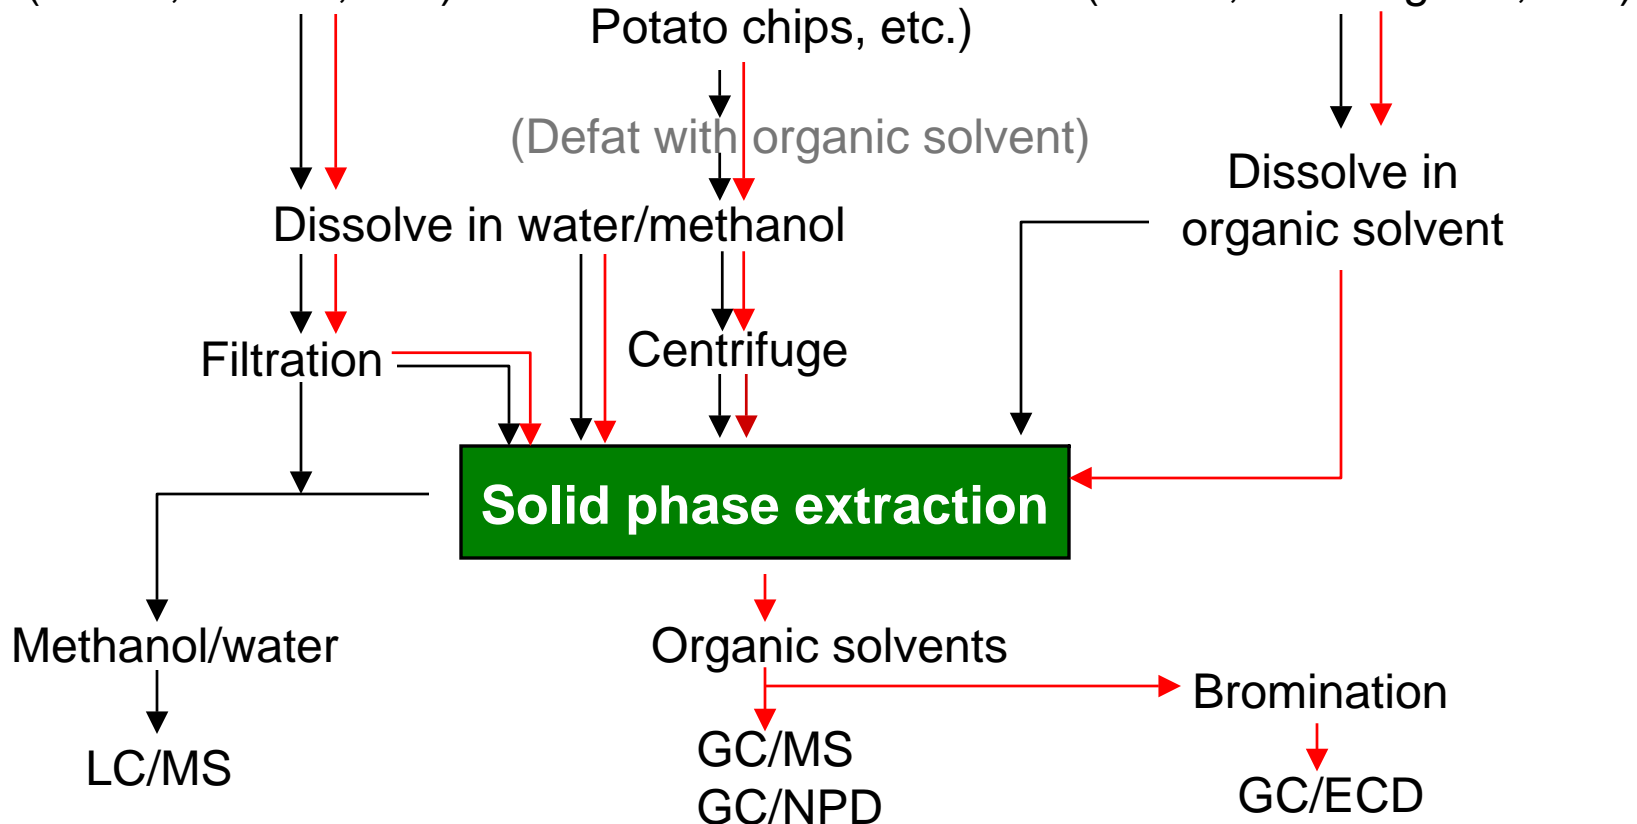 Potato chips, etc.)
(Defat with organic solvent)
Dissolve in
organic solvent
Dissolve in water/methanol
Filtration
Centrifuge
Solid phase extraction
Methanol/water
Organic solvents
Bromination
LC/MS
GC/MS
GC/NPD
GC/ECD